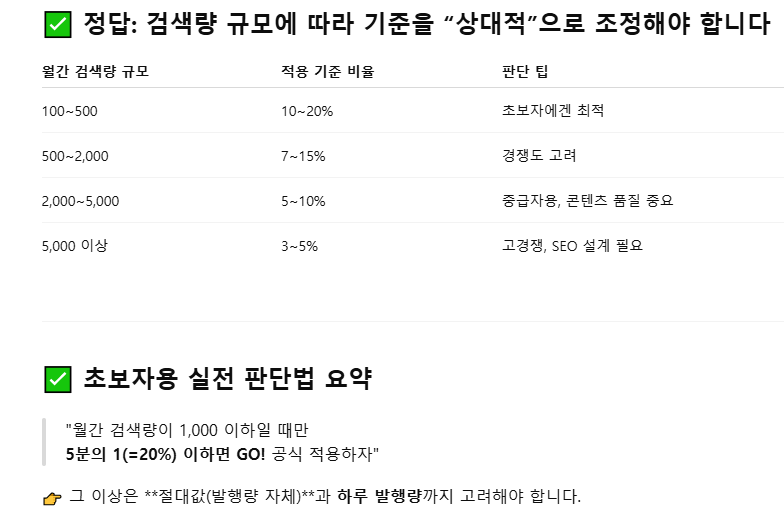 ✅ 정답: 검색량 규모에 따라 기준을 “상대적”으로 조정해야 합니다
월간 검색량 규모 적용 기준 비율 판단 팁
100~500 10~20% 초보자에겐 최적
500~2,000 7~15% 경쟁도 고려
2,000~5,000 5~10% 중급자용, 콘텐츠 품질 중요
5,000 이상 3~5% 고경쟁, SEO 설계 필요
✅ 초보자용 실전 판단법 요약
"월간 검색량이 1,000 이하일 때만
5분의 1(=20%) 이하면 GO! 공식 적용하자"
👉 그 이상은 **절대값(발행량 자체)**과 하루 발행량까지 고려해야 합니다.